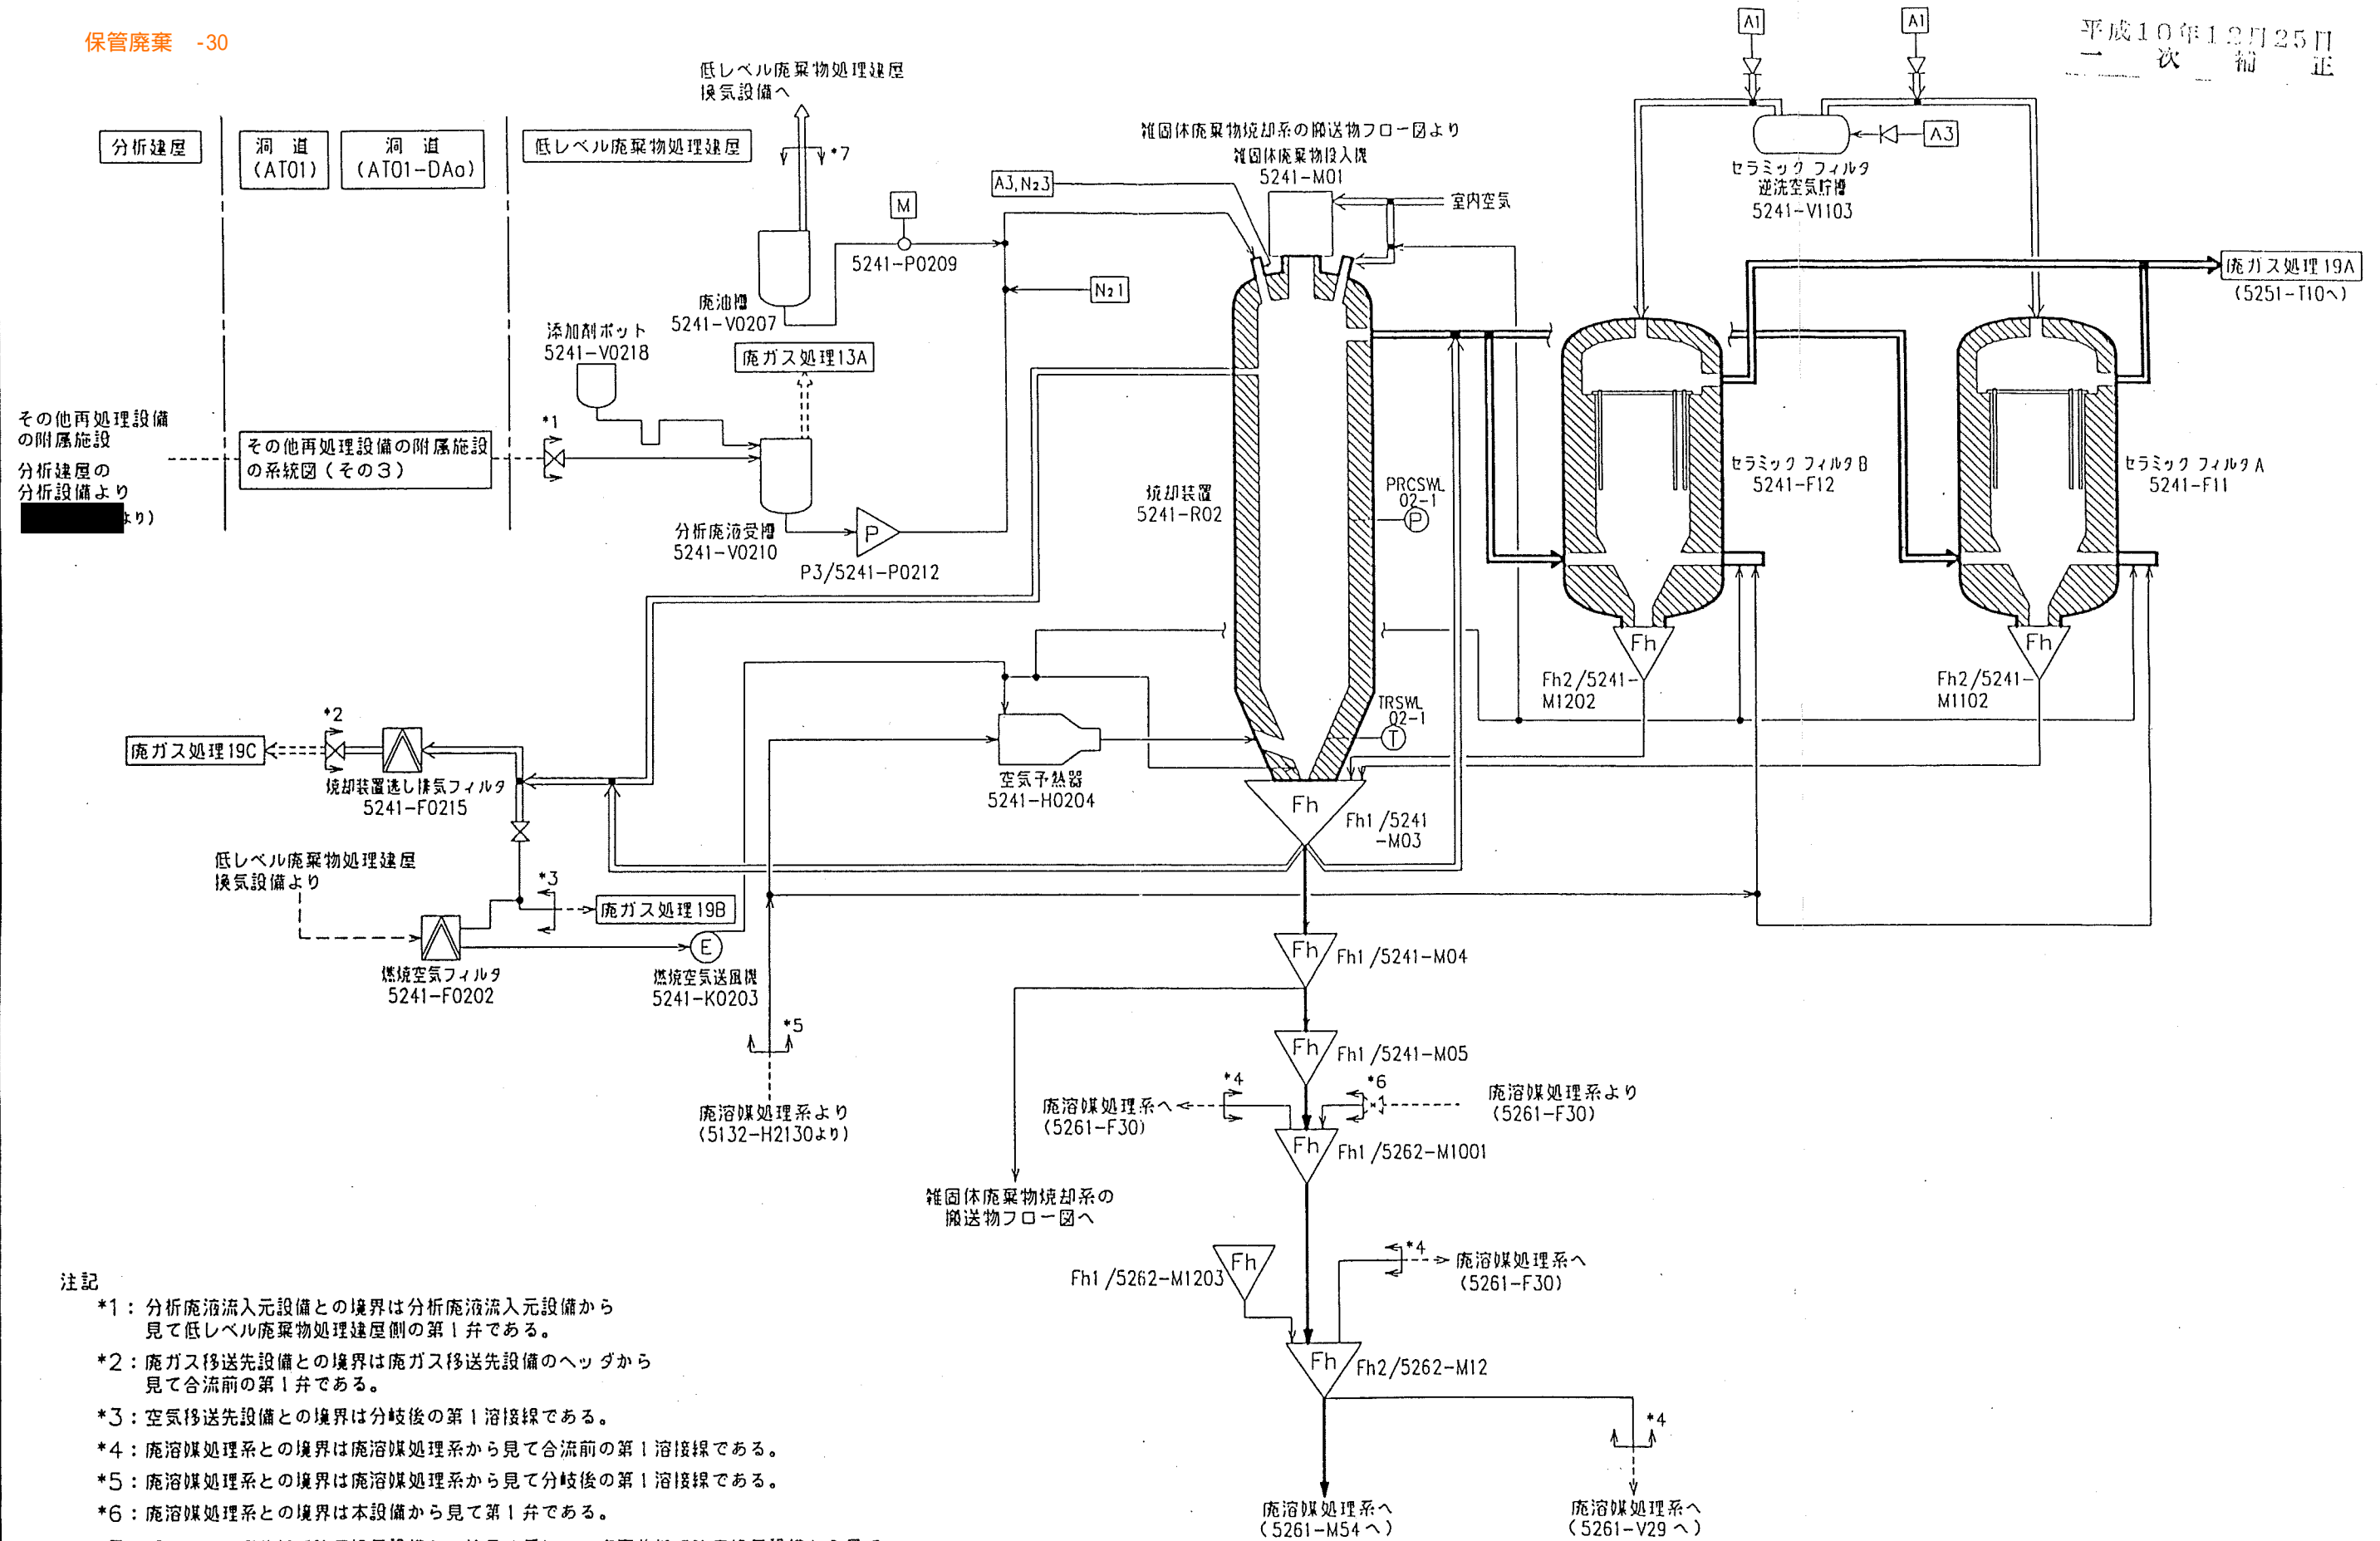 保管廃棄 -30
平成10年12月25日
一次補正
分析建屋
洞道
(AT01)
洞道
(AT01-DAa)
低レベル廃棄物処理建屋
低レベル廃棄物処理建屋
換気設備へ
*7
M
5241-P0209
廃油槽
5241-V0207
N₂1
A3,N₂3
添加剤ポット
5241-V0218
廃ガス処理13A
雑固体廃棄物焼却系の搬送物フロー図より
雑固体廃棄物投入機
5241-M01
室内空気
A1
A1
A3
セラミック フィルタ
逆洗空気貯槽
5241-V1103
廃ガス処理19A
(5251-T10へ)
その他再処理設備
の附属施設
分析建屋の
分析設備より
より)
その他再処理設備の附属施設
の系統図(その3)
*1
分析廃液受槽
5241-V0210
P
P3/5241-P0212
焼却装置
5241-R02
PRCSWL
02-1
P
TRSWL
02-1
T
セラミック フィルタB
5241-F12
セラミック フィルタA
5241-F11
Fh
Fh2/5241-
M1202
Fh
Fh2/5241-
M1102
*2
廃ガス処理19C
焼却装置逃し排気フィルタ
5241-F0215
空気予熱器
5241-H0204
Fh
Fh1/5241
-M03
低レベル廃棄物処理建屋
換気設備より
*3
廃ガス処理19B
燃焼空気フィルタ
5241-F0202
E
燃焼空気送風機
5241-K0203
*5
廃溶媒処理系より
(5132-H2130より)
Fh
Fh1/5241-M04
Fh
Fh1/5241-M05
*4
廃溶媒処理系へ
(5261-F30)
*6
廃溶媒処理系より
(5261-F30)
Fh
Fh1/5262-M1001
雑固体廃棄物焼却系の
搬送物フロー図へ
Fh
Fh1/5262-M1203
*4
廃溶媒処理系へ
(5261-F30)
Fh
Fh2/5262-M12
*4
廃溶媒処理系へ
(5261-M54へ)
廃溶媒処理系へ
(5261-V29へ)
注記
*1:分析廃液流入元設備との境界は分析廃液流入元設備から
見て低レベル廃棄物処理建屋側の第1弁である。
*2:廃ガス移送先設備との境界は廃ガス移送先設備のヘッダから
見て合流前の第1弁である。
*3:空気移送先設備との境界は分岐後の第1溶接線である。
*4:廃溶媒処理系との境界は廃溶媒処理系から見て合流前の第1溶接線である。
*5:廃溶媒処理系との境界は廃溶媒処理系から見て分岐後の第1溶接線である。
*6:廃溶媒処理系との境界は本設備から見て第1弁である。